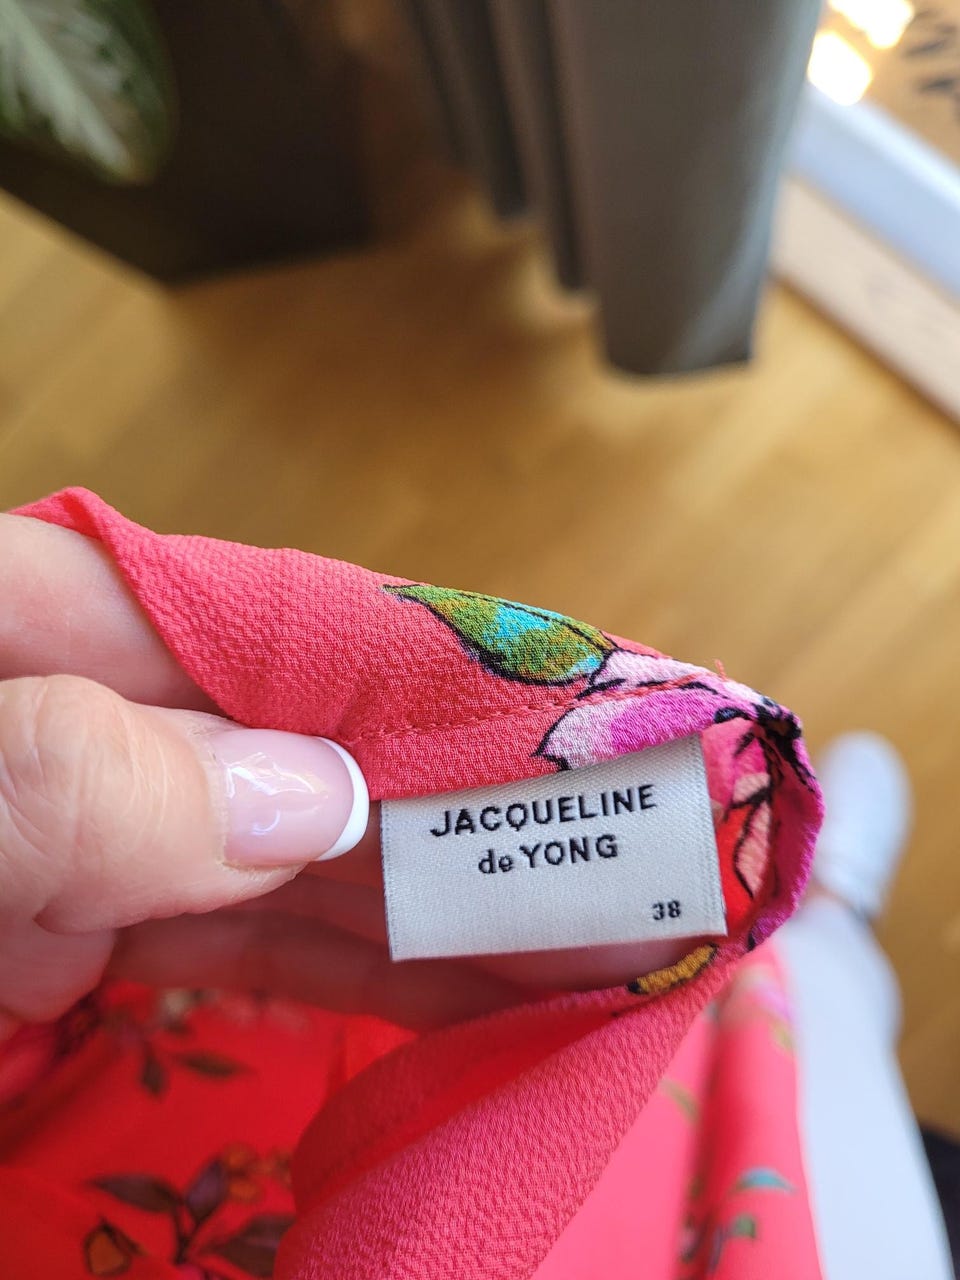 JACQUELINE
de YONG
38